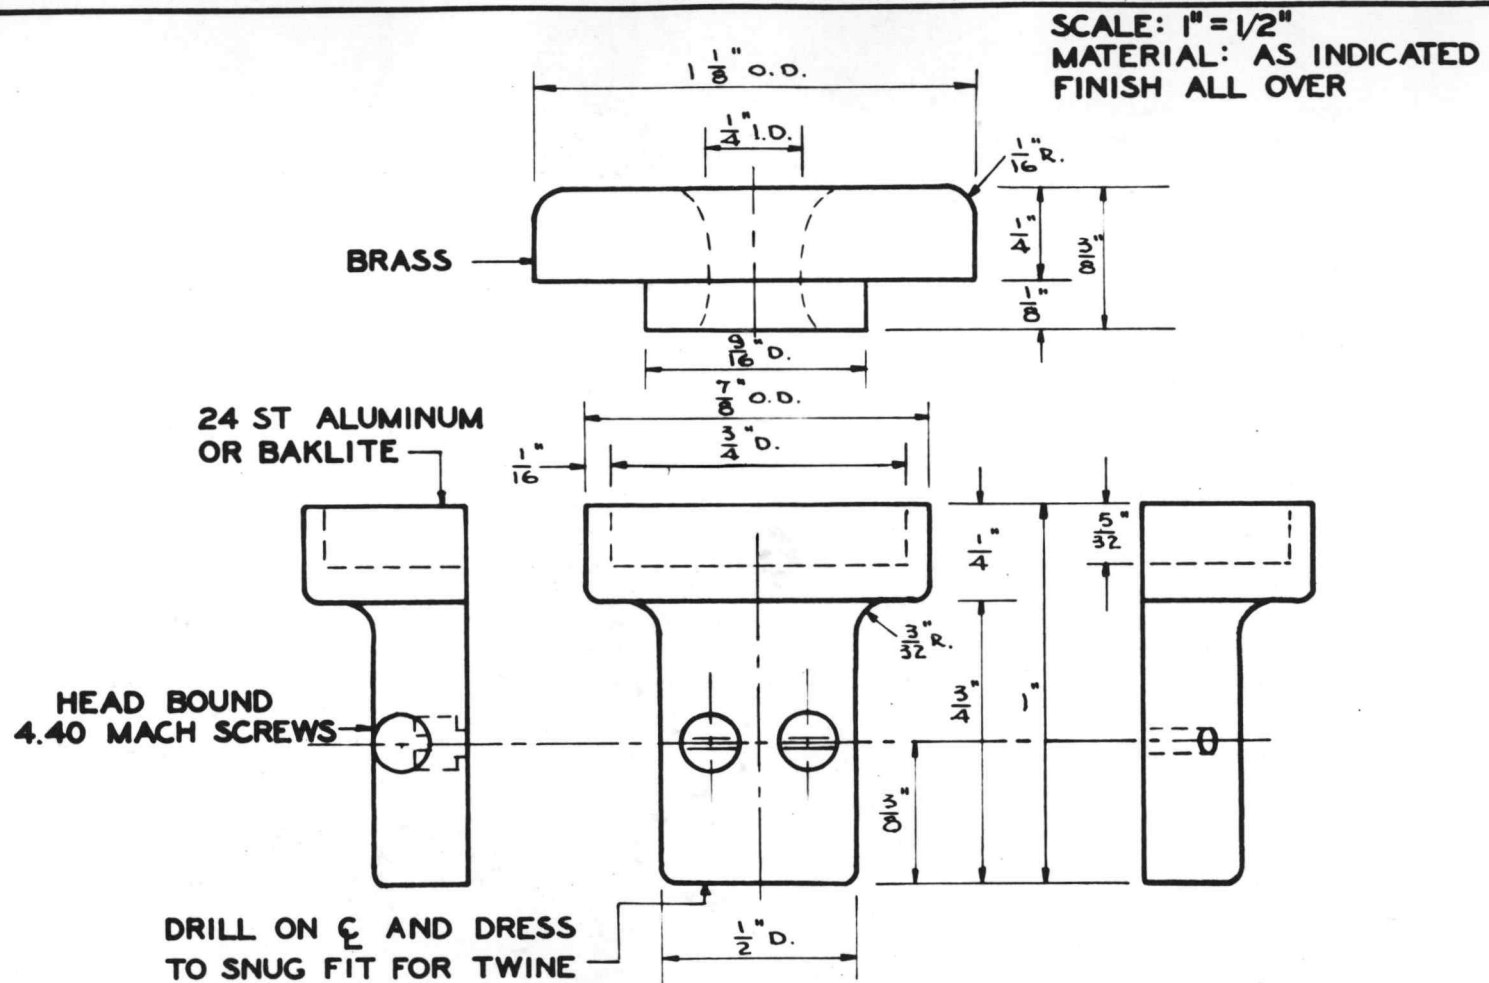 SCALE: 1" = 1/2"
MATERIAL: AS INDICATED
FINISH ALL OVER
1 1/8" O.D.
1/4" I.D.
1/16" R.
1/4"
3/8"
1/8"
BRASS
9/16" D.
7/8" O.D.
3/4" D.
1/16"
24 ST ALUMINUM
OR BAKLITE
1/4"
5/32"
3/32" R.
3/4"
1"
HEAD BOUND
4.40 MACH SCREWS
3/8"
DRILL ON ℄ AND DRESS
TO SNUG FIT FOR TWINE
1/2" D.